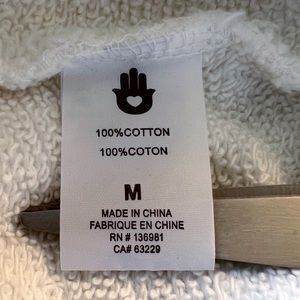 100%COTTON
100%COTON
M
MADE IN CHINA
FABRIQUE EN CHINE
RN # 136981
CA# 63229